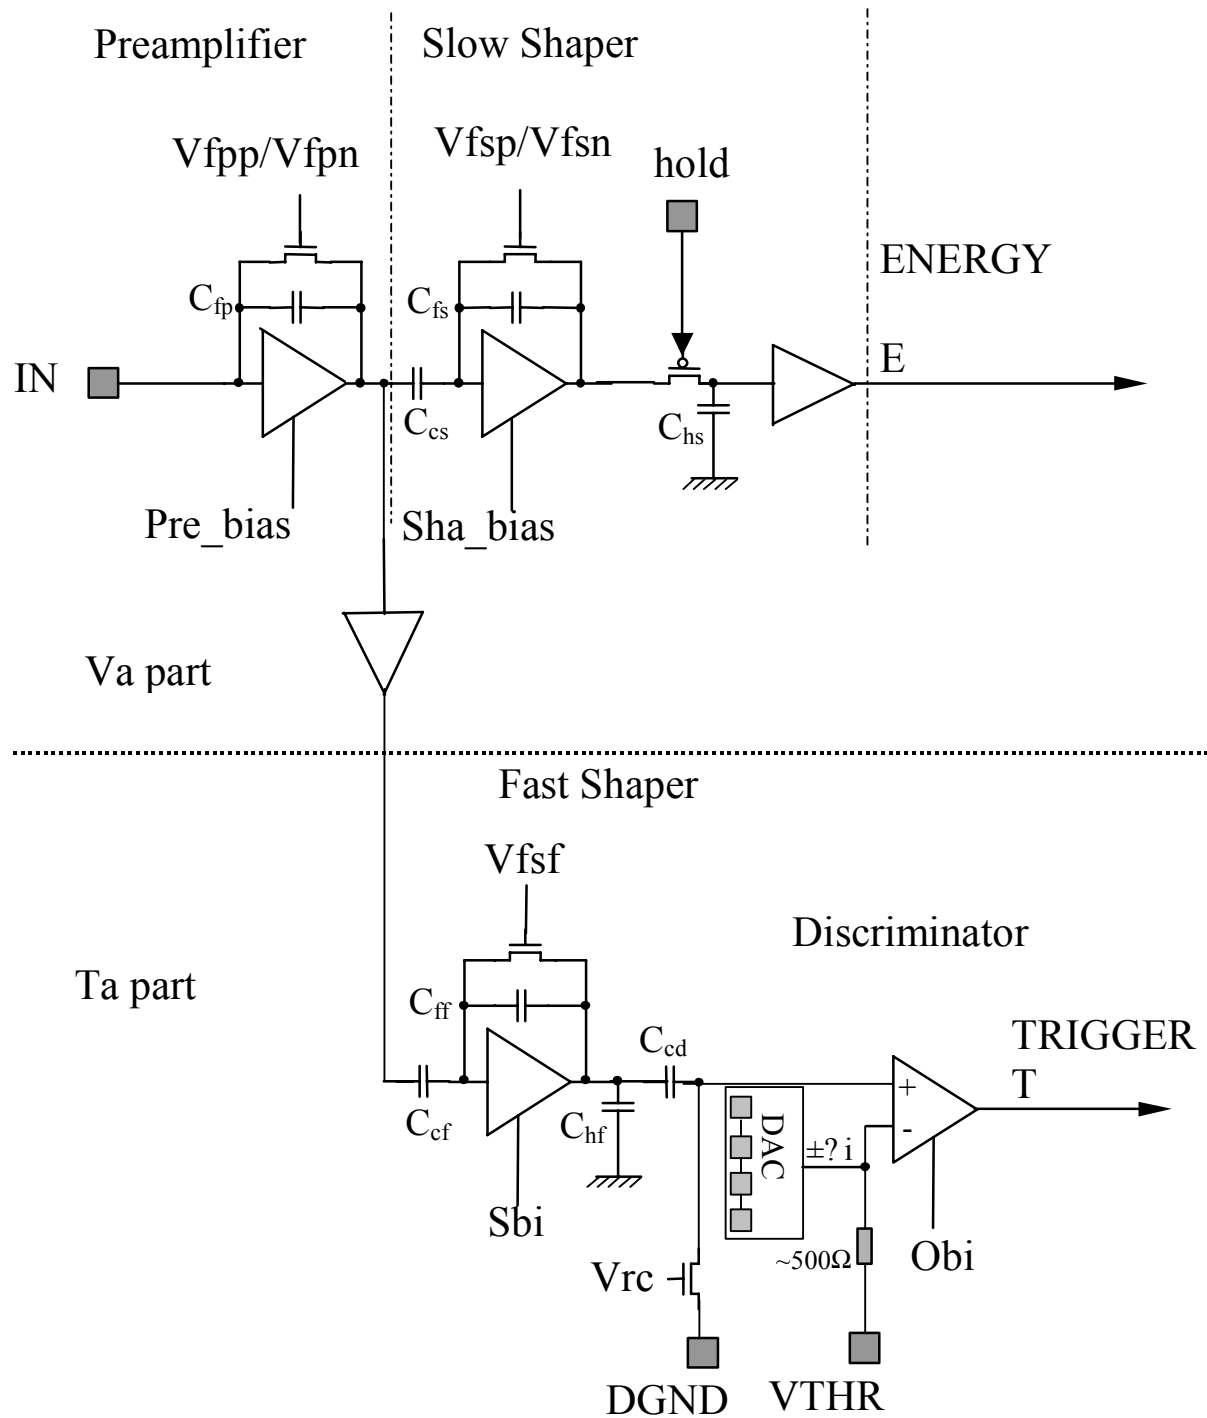 Preamplifier
Slow Shaper
Vfpp/Vfpn
Vfsp/Vfsn
hold
ENERGY
Cfp
Cfs
IN
E
Ccs
Chs
Pre_bias
Sha_bias
Va part
Fast Shaper
Vfsf
Discriminator
Ta part
Cff
Ccd
TRIGGER
T
+
-
DAC
±? i
Ccf
Chf
Sbi
~500Ω
Obi
Vrc
DGND
VTHR